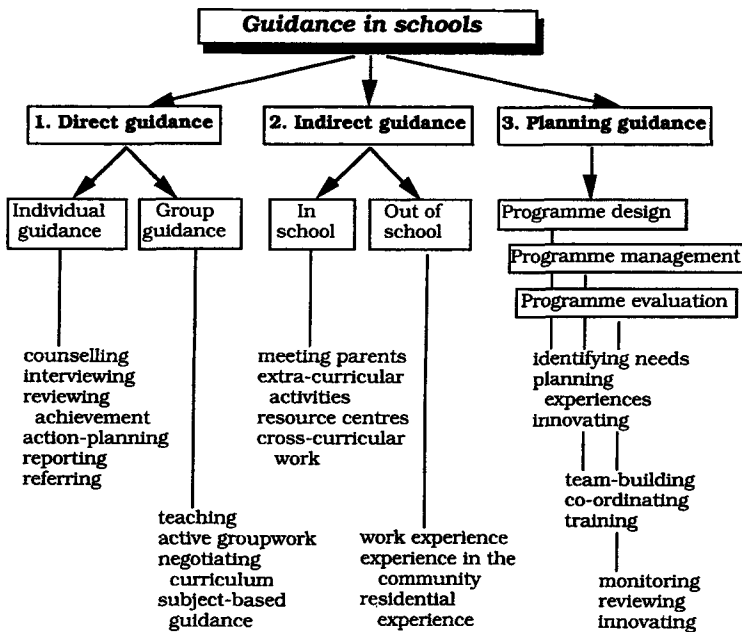 Guidance in schools
1. Direct guidance
2. Indirect guidance
3. Planning guidance
Individual
guidance
Group
guidance
In
school
Out of
school
Programme design
Programme management
Programme evaluation
counselling
interviewing
reviewing
achievement
action-planning
reporting
referring
meeting parents
extra-curricular
activities
resource centres
cross-curricular
work
identifying needs
planning
experiences
innovating
teaching
active groupwork
negotiating
curriculum
subject-based
guidance
work experience
experience in the
community
residential
experience
team-building
co-ordinating
training
monitoring
reviewing
innovating